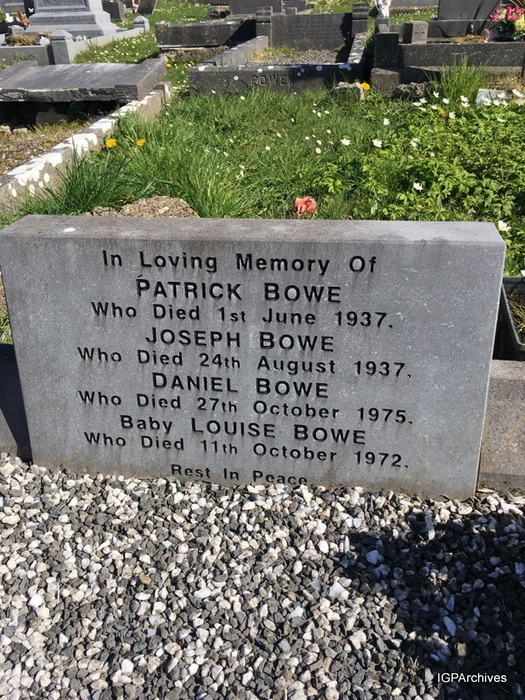 BOWE
In Loving Memory Of
PATRICK BOWE
Who Died 1st June 1937.
JOSEPH BOWE
Who Died 24th August 1937.
DANIEL BOWE
Who Died 27th October 1975.
Baby LOUISE BOWE
Who Died 11th October 1972.
Rest In Peace
IGPArchives